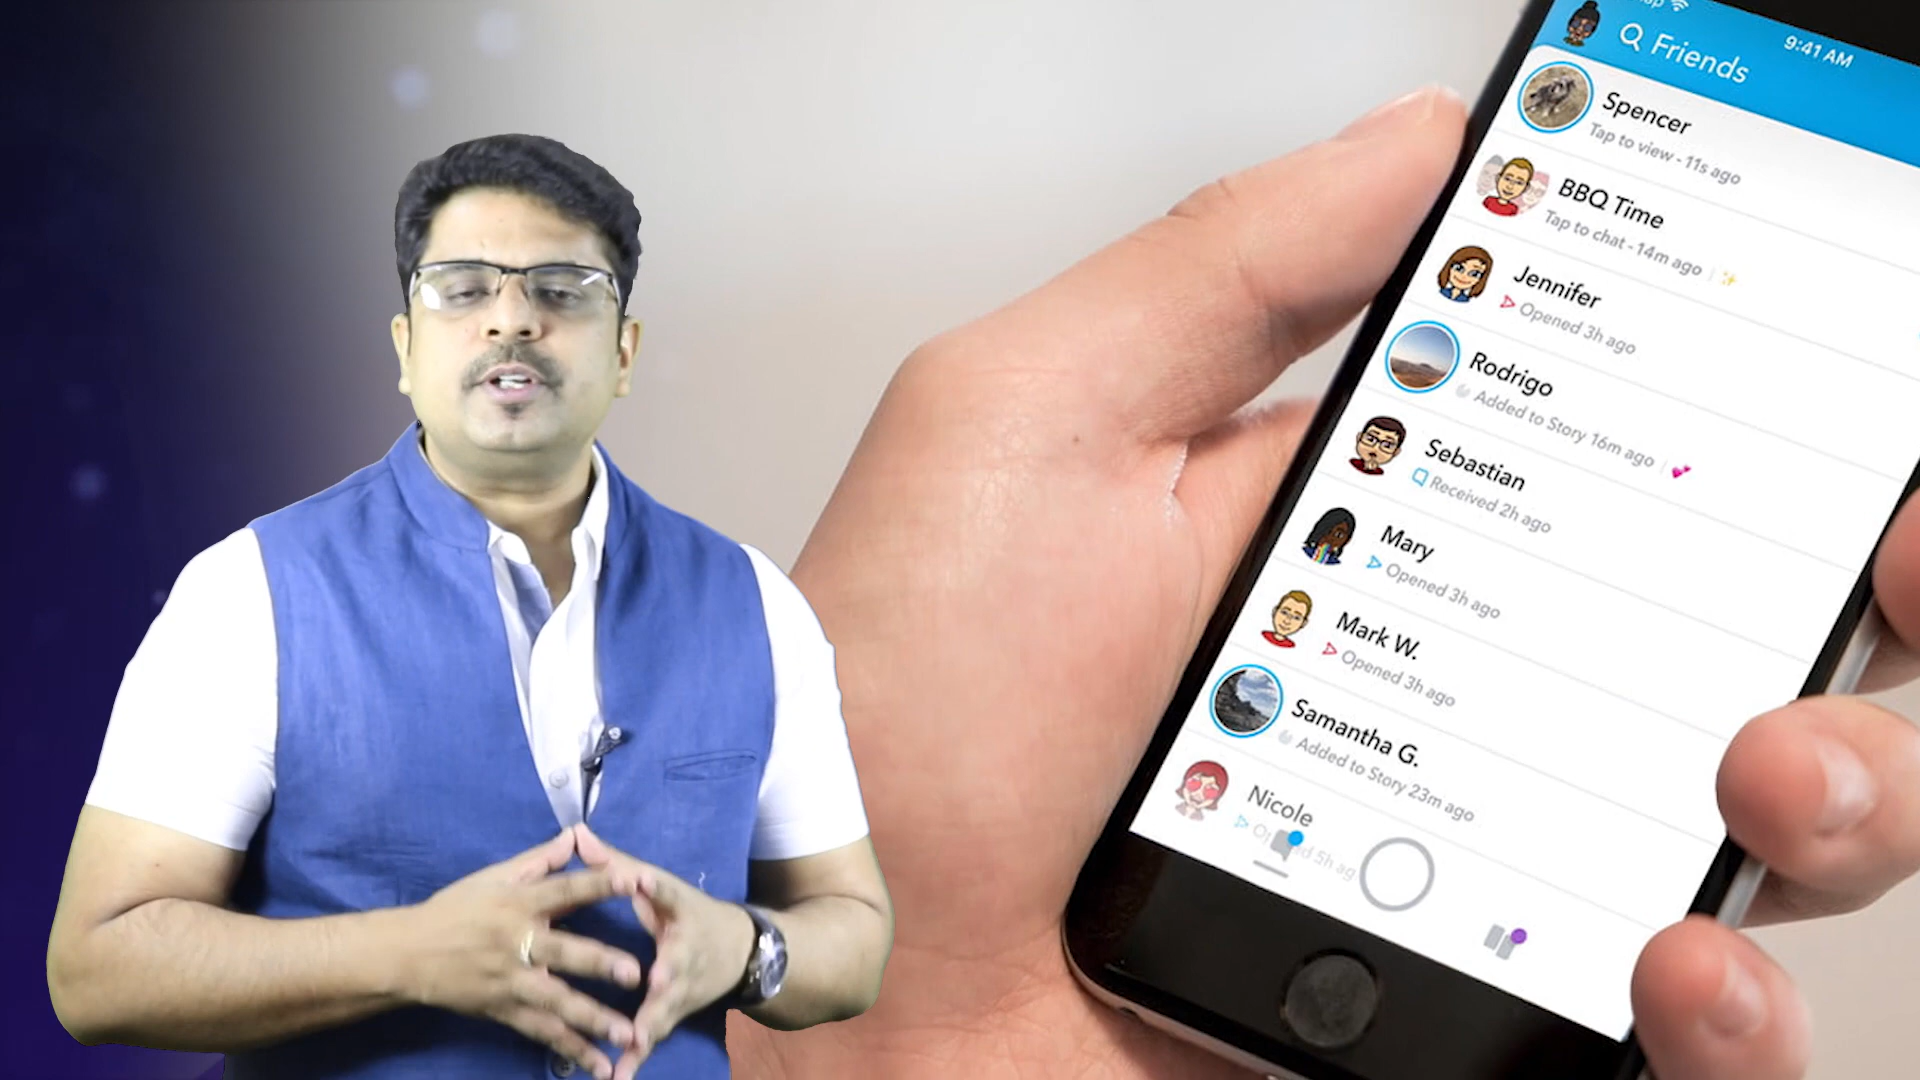 9:41 AM
Friends
Spencer
Tap to view - 11s ago
BBQ Time
Tap to chat - 14m ago
Jennifer
Opened 3h ago
Rodrigo
Added to Story 16m ago
Sebastian
Received 2h ago
Mary
Opened 3h ago
Mark W.
Opened 3h ago
Samantha G.
Added to Story 23m ago
Nicole
5h ag